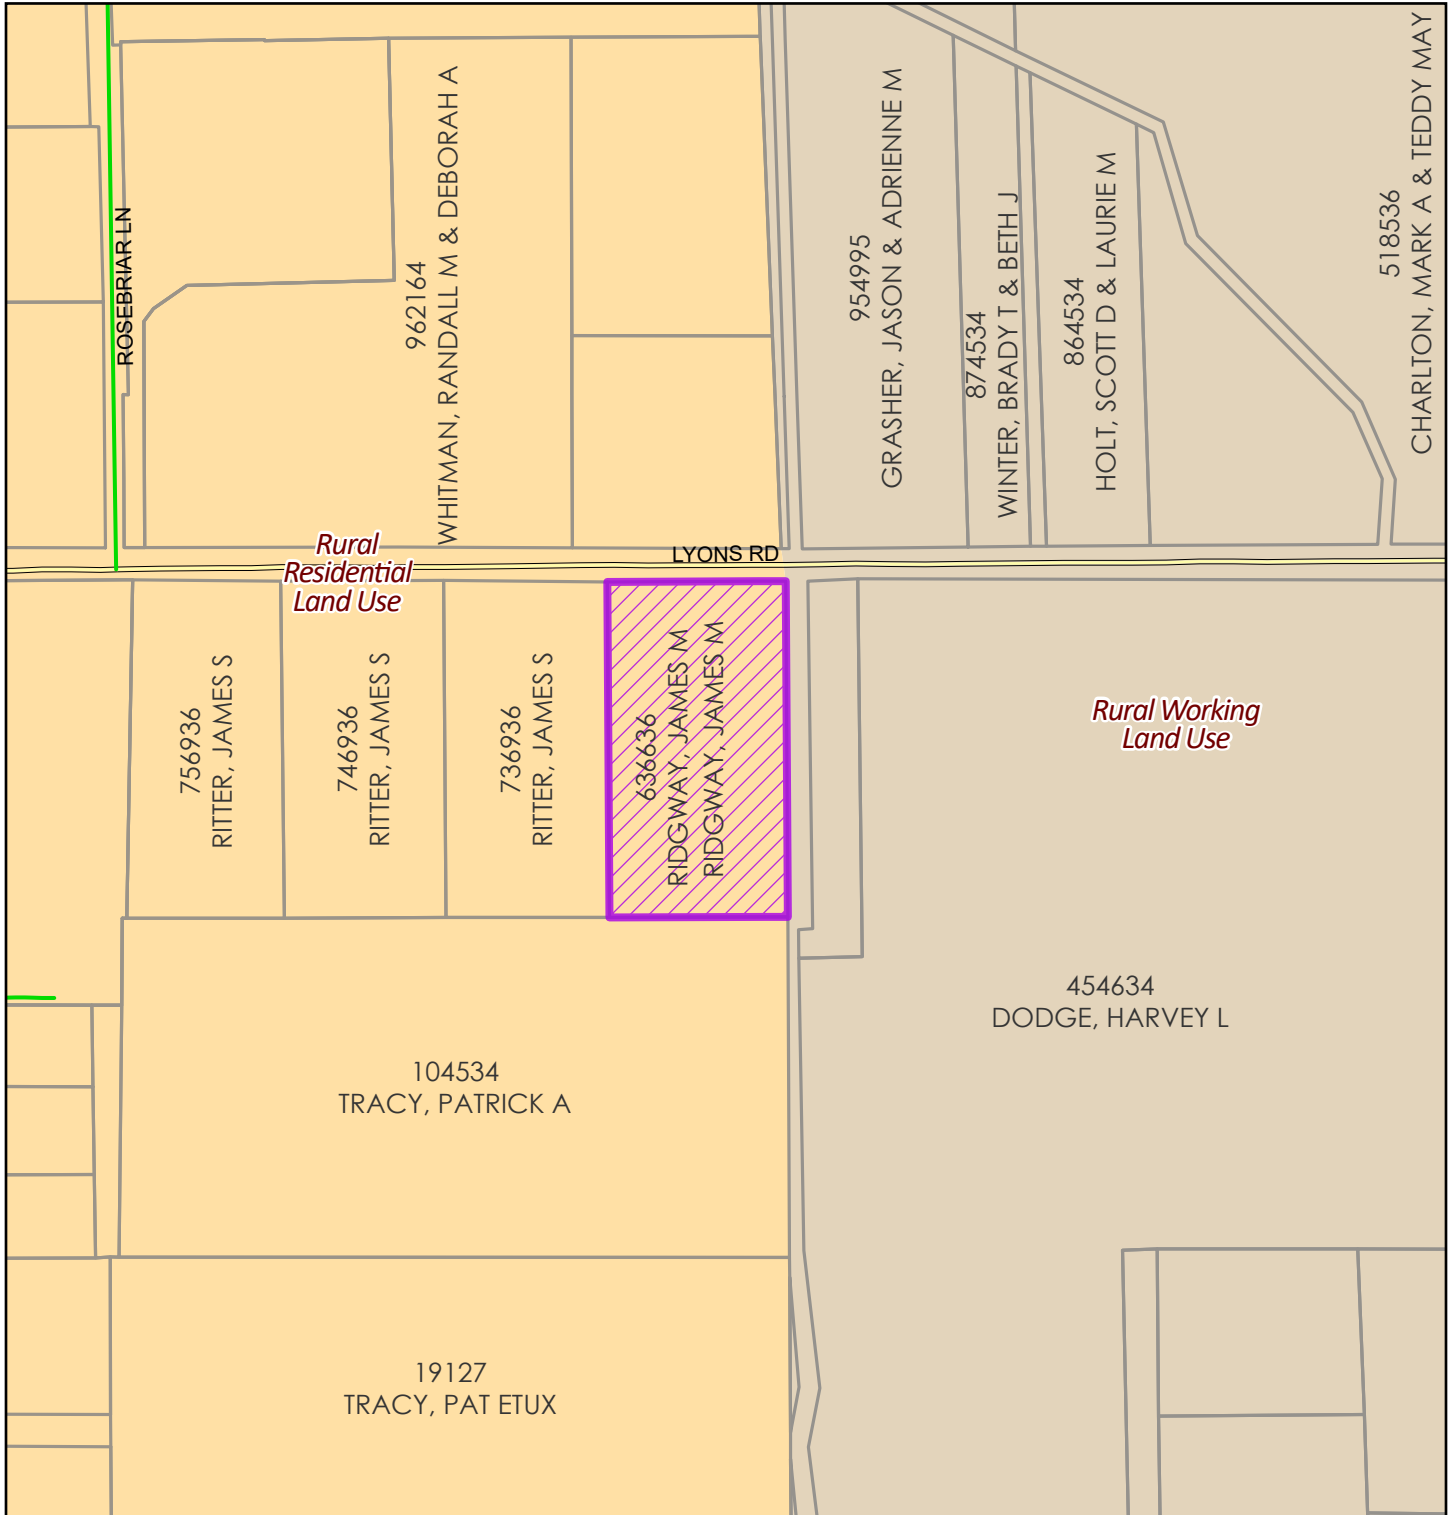 ROSEBRIAR LN
962164
WHITMAN, RANDALL M & DEBORAH A
954995
GRASHER, JASON & ADRIENNE M
874534
WINTER, BRADY T & BETH J
864534
HOLT, SCOTT D & LAURIE M
518536
CHARLTON, MARK A & TEDDY MAY
Rural
Residential
Land Use
LYONS RD
756936
RITTER, JAMES S
746936
RITTER, JAMES S
736936
RITTER, JAMES S
636636
RIDGWAY, JAMES M
RIDGWAY, JAMES M
Rural Working
Land Use
454634
DODGE, HARVEY L
104534
TRACY, PATRICK A
19127
TRACY, PAT ETUX